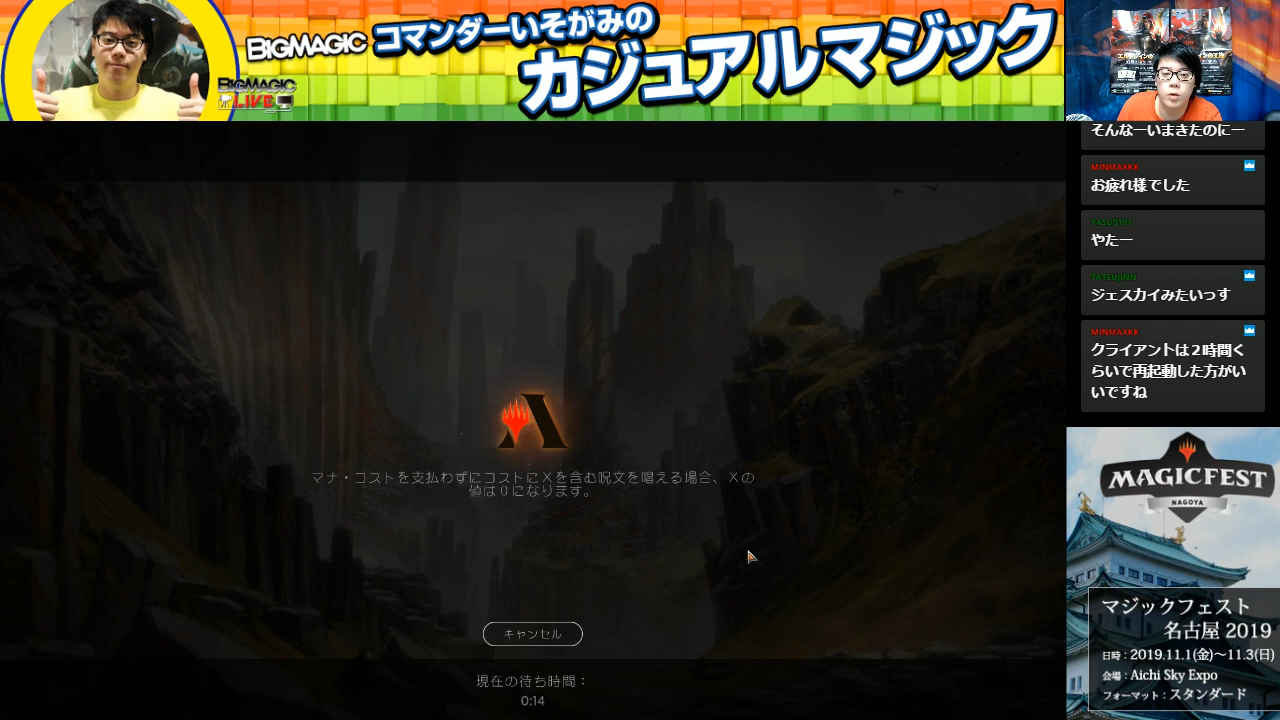 BIGMAGIC
コマンダーいそがみの
カジュアルマジック
BIGMAGIC
LIVE
そんなーいまきたのにー
MINMAXKK
お疲れ様でした
YASU0101
やたー
TATSUJINN
ジェスカイみたいっす
MINMAXKK
クライアントは２時間く
らいで再起動した方がい
いですね
マナ・コストを支払わずにコストにＸを含む呪文を唱える場合、Ｘの
値は０になります。
キャンセル
現在の待ち時間：
0:14
MAGICFEST
NAGOYA
マジックフェスト
名古屋 2019
日時：2019.11.1(金)〜11.3(日)
会場：Aichi Sky Expo
フォーマット：スタンダード